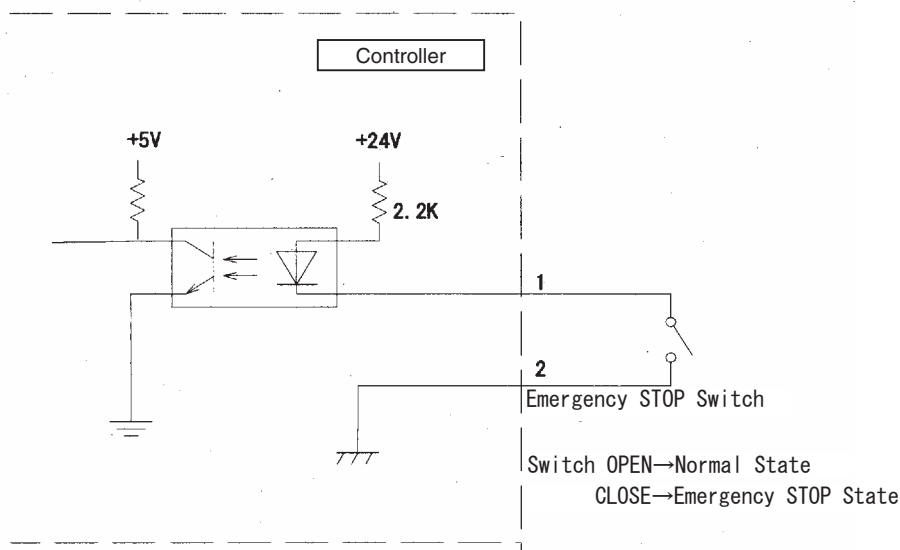 Controller
+5V
+24V
2. 2K
1
2
Emergency STOP Switch
Switch OPEN→Normal State
CLOSE→Emergency STOP State